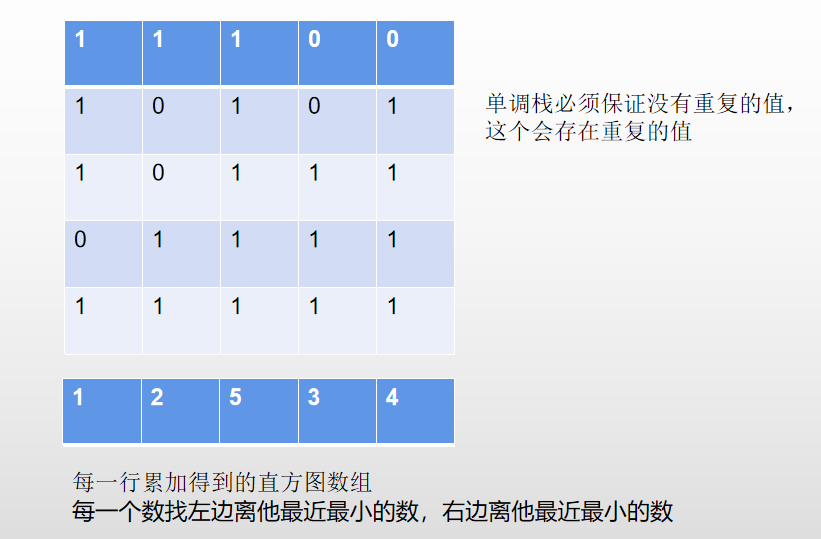 1 1 1 0 0
1 0 1 0 1
单调栈必须保证没有重复的值，
这个会存在重复的值
1 0 1 1 1
0 1 1 1 1
1 1 1 1 1
1 2 5 3 4
每一行累加得到的直方图数组
每一个数找左边离他最近最小的数，右边离他最近最小的数